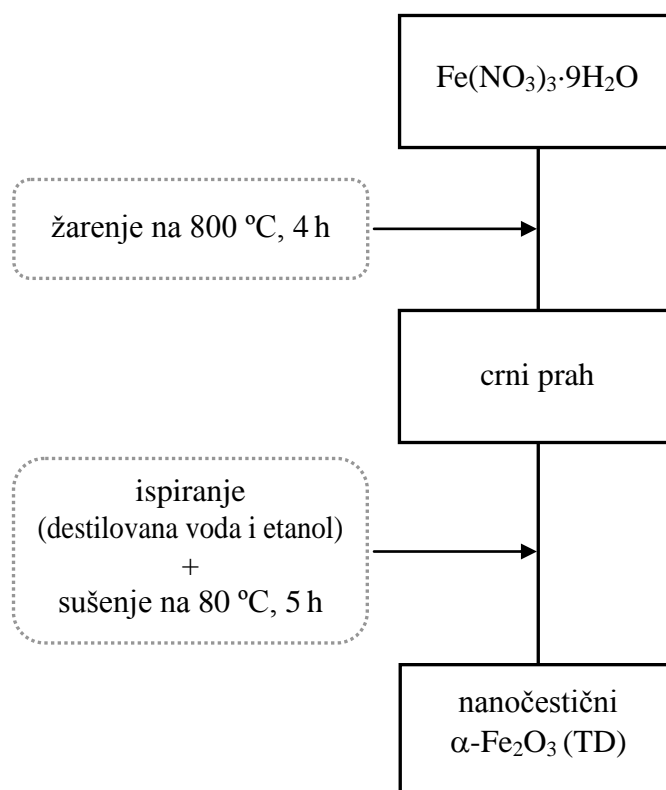 Fe(NO₃)₃·9H₂O
žarenje na 800 ºC, 4 h
crni prah
ispiranje
(destilovana voda i etanol)
+
sušenje na 80 ºC, 5 h
nanočestični
α-Fe₂O₃ (TD)